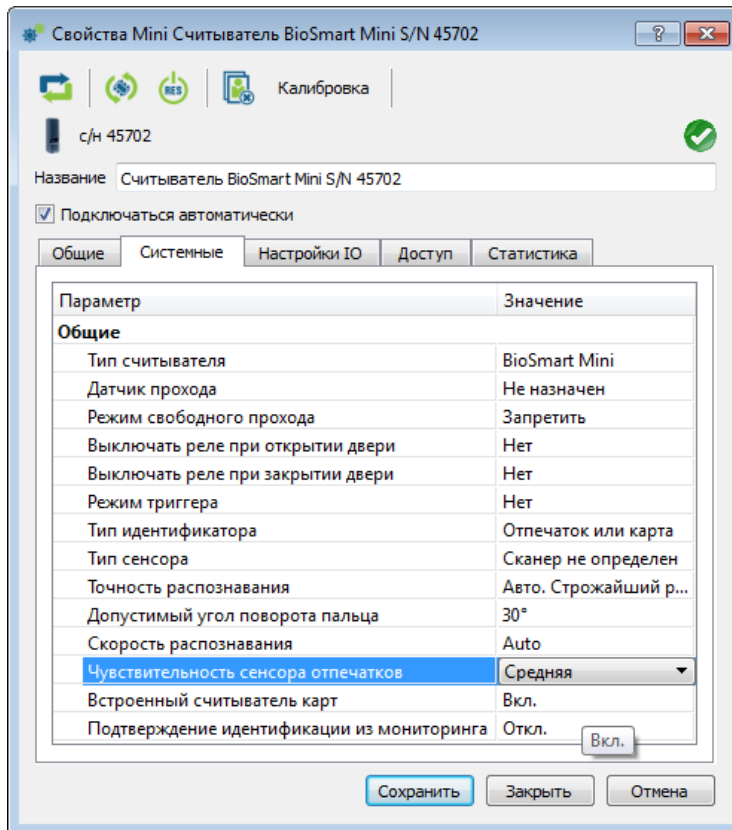 Свойства Mini Считыватель BioSmart Mini S/N 45702
RES
Калибровка
с/н 45702
Название Считыватель BioSmart Mini S/N 45702
Подключаться автоматически
Общие Системные Настройки IO Доступ Статистика
Параметр Значение
Общие
Тип считывателя BioSmart Mini
Датчик прохода Не назначен
Режим свободного прохода Запретить
Выключать реле при открытии двери Нет
Выключать реле при закрытии двери Нет
Режим триггера Нет
Тип идентификатора Отпечаток или карта
Тип сенсора Сканер не определен
Точность распознавания Авто. Строжайший р...
Допустимый угол поворота пальца 30°
Скорость распознавания Auto
Чувствительность сенсора отпечатков Средняя
Встроенный считыватель карт Вкл.
Подтверждение идентификации из мониторинга Откл.
Вкл.
Сохранить Закрыть Отмена